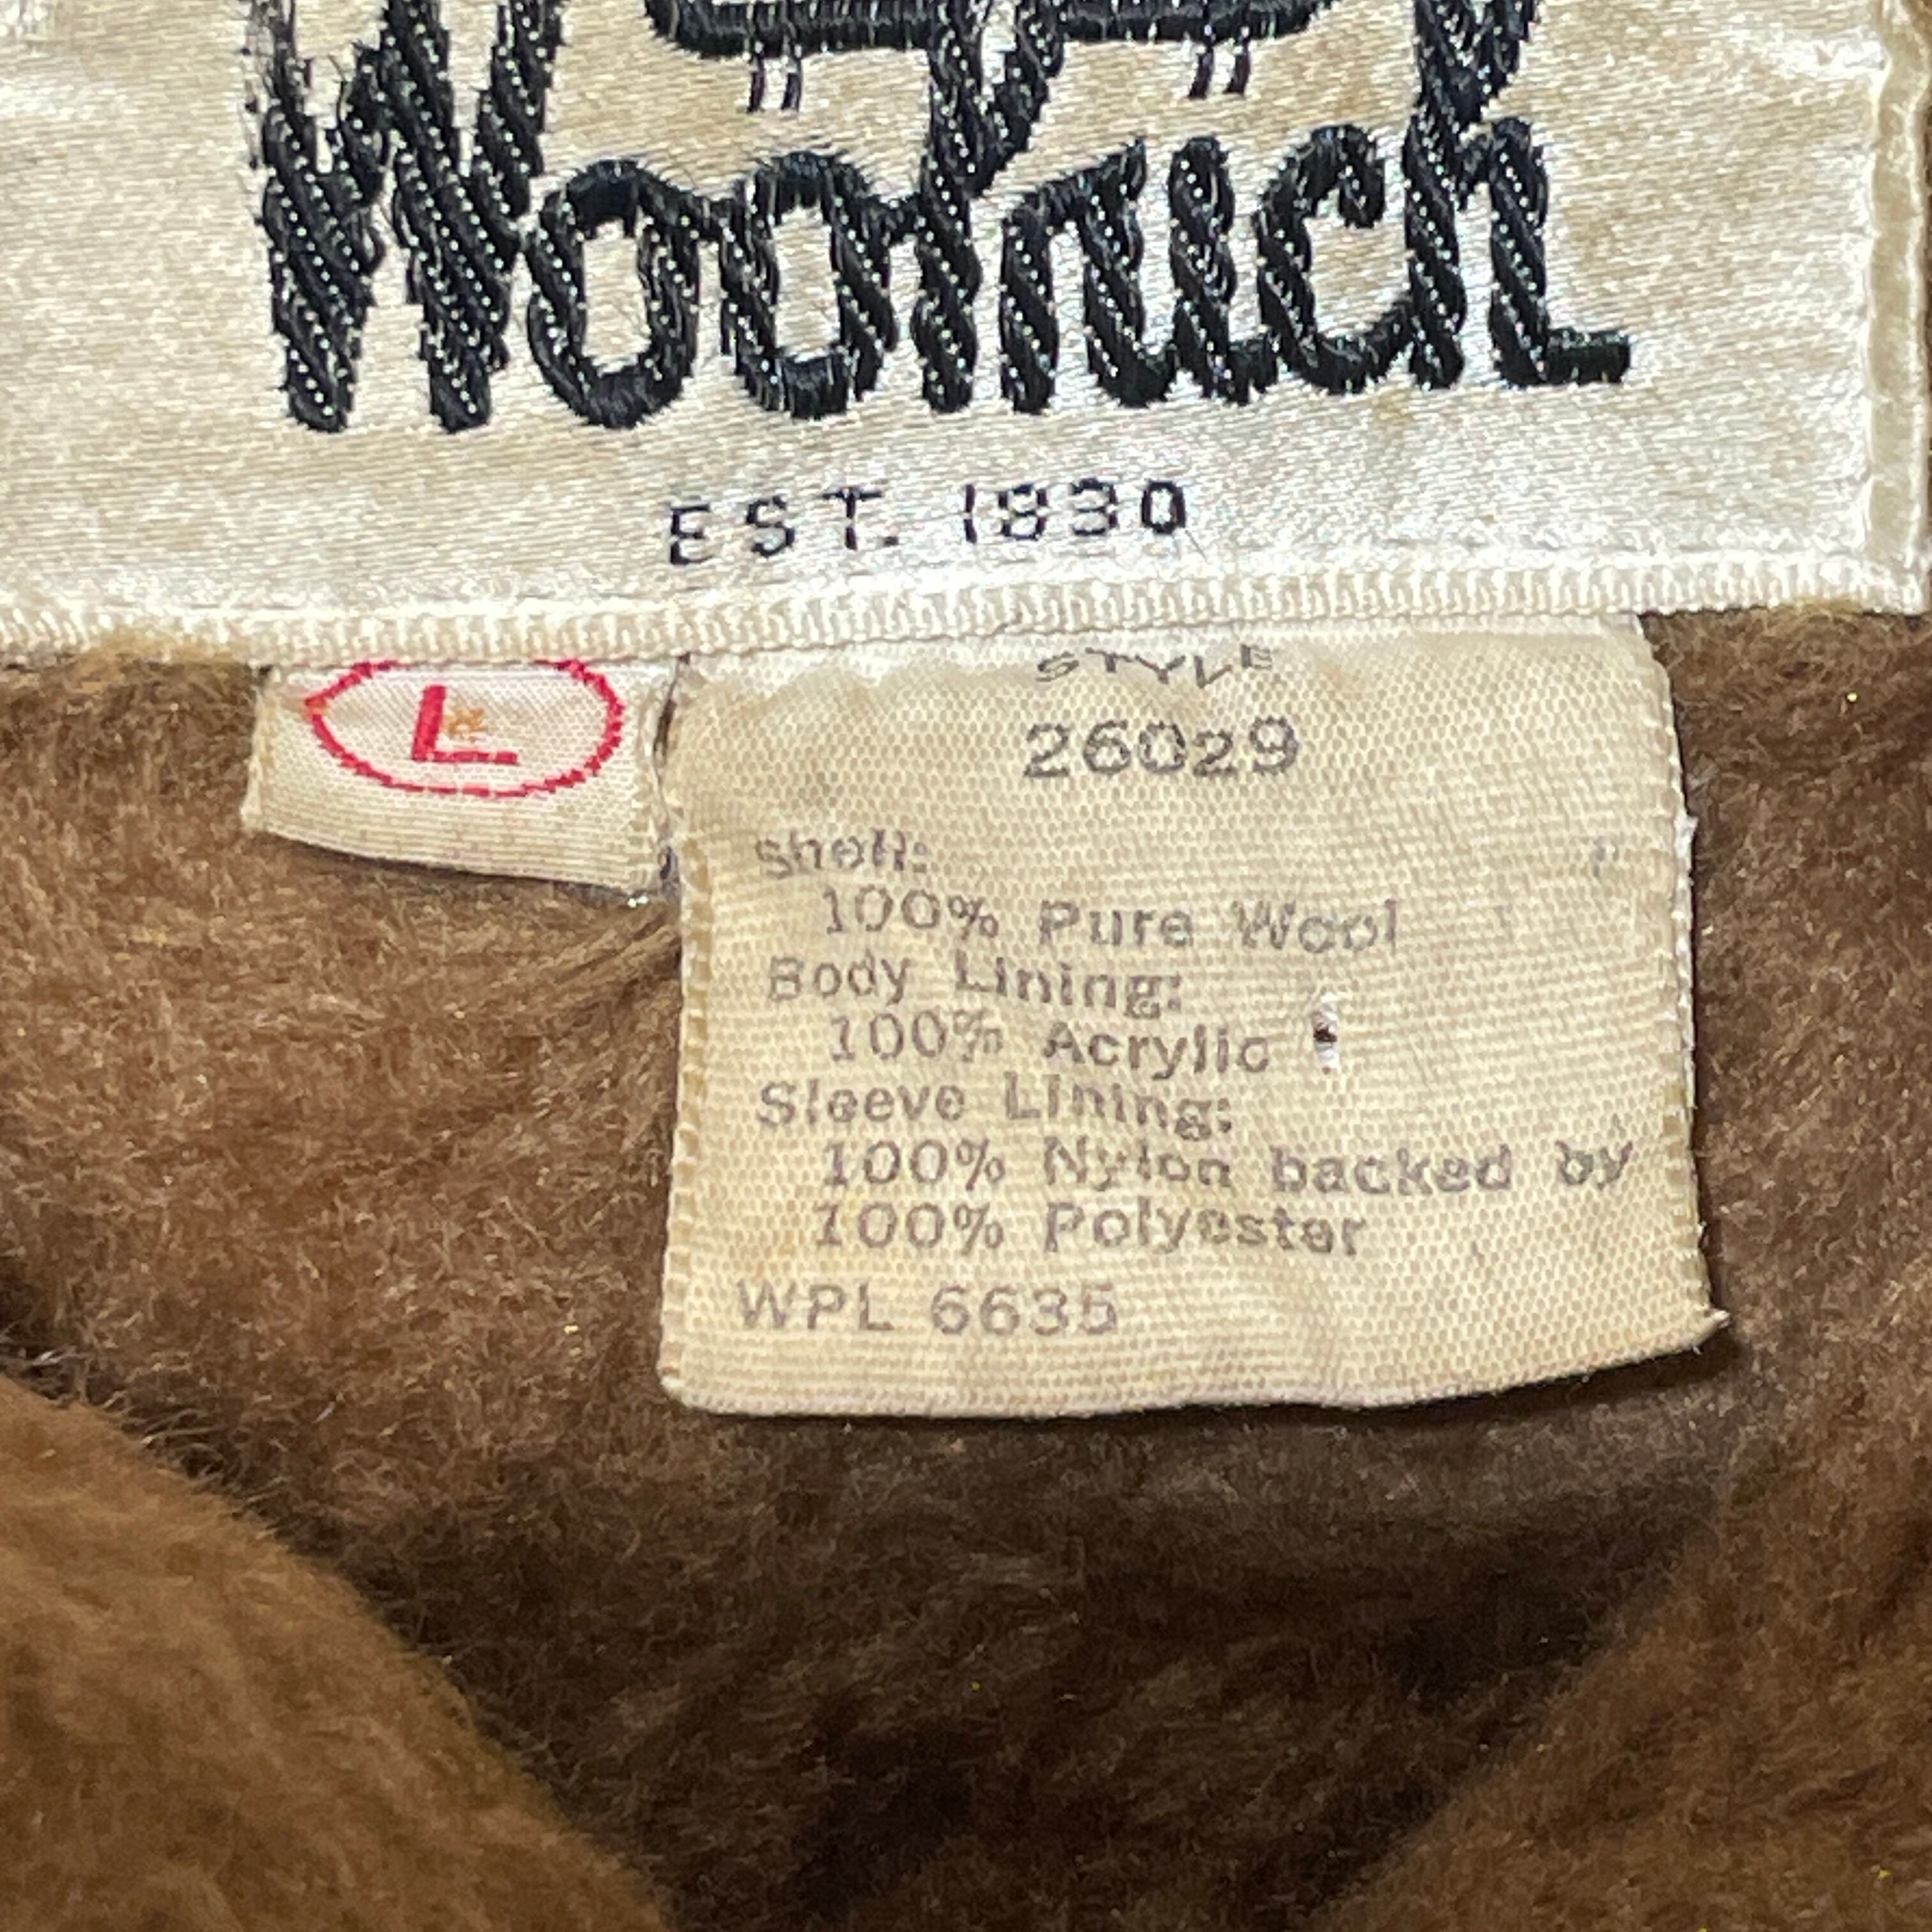 Woolrich
EST. 1830
L
STYLE
26029
Shell:
100% Pure Wool
Body Lining:
100% Acrylic
Sleeve Lining:
100% Nylon backed by
100% Polyester
WPL 6635